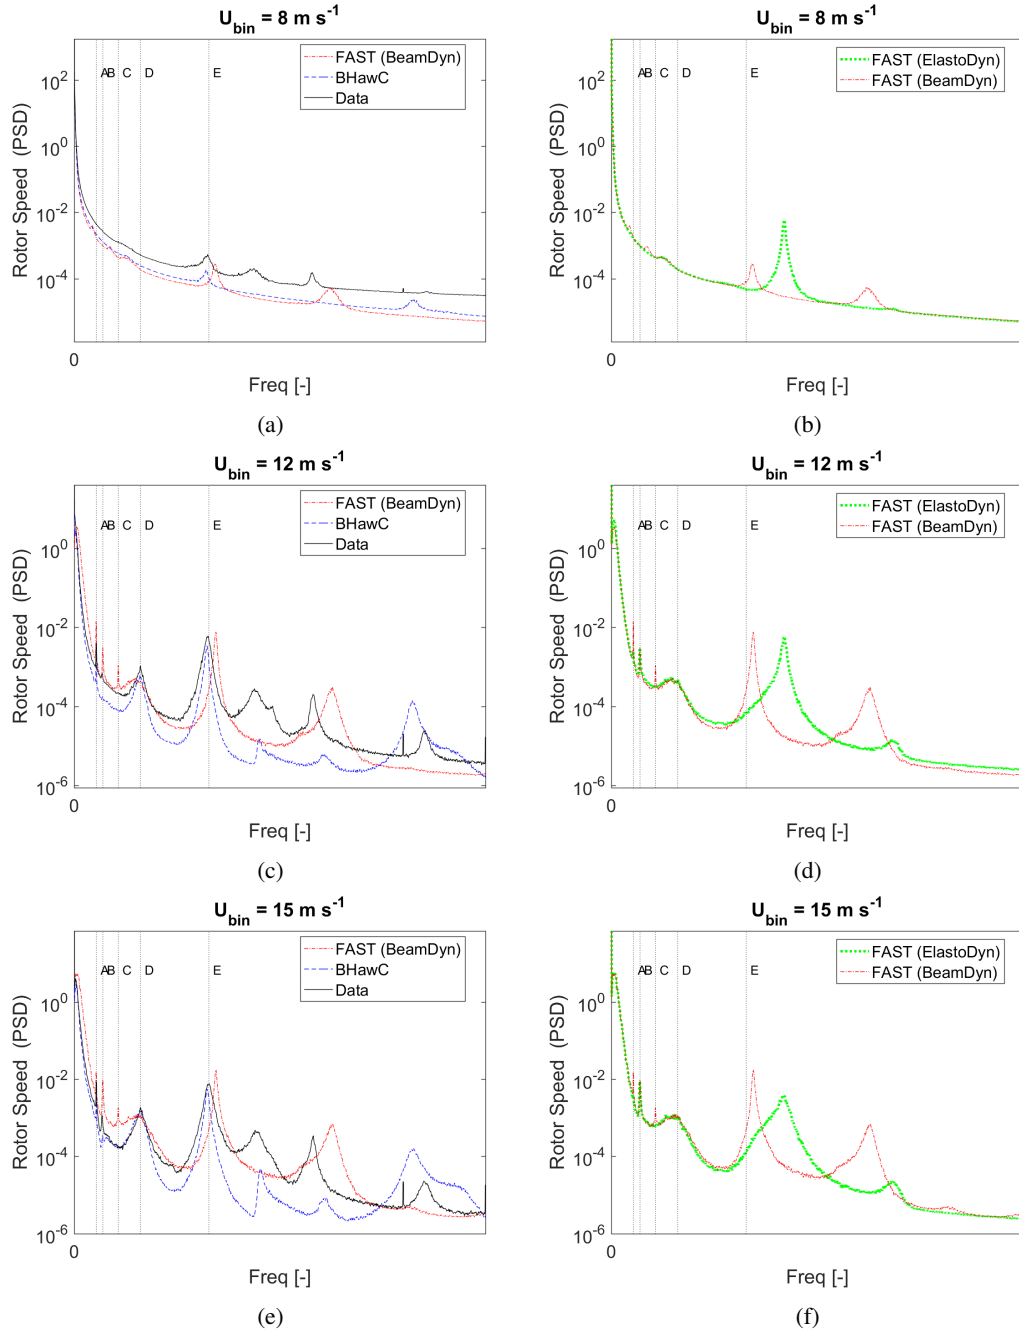 U_bin = 8 m s^-1
FAST (BeamDyn)
BHawC
Data
A B C D E
10^2
10^0
10^-2
10^-4
Rotor Speed (PSD)
0
Freq [-]
(a)
U_bin = 8 m s^-1
FAST (ElastoDyn)
FAST (BeamDyn)
A B C D E
10^2
10^0
10^-2
10^-4
Rotor Speed (PSD)
0
Freq [-]
(b)
U_bin = 12 m s^-1
FAST (BeamDyn)
BHawC
Data
A B C D E
10^0
10^-2
10^-4
10^-6
Rotor Speed (PSD)
0
Freq [-]
(c)
U_bin = 12 m s^-1
FAST (ElastoDyn)
FAST (BeamDyn)
A B C D E
10^0
10^-2
10^-4
10^-6
Rotor Speed (PSD)
0
Freq [-]
(d)
U_bin = 15 m s^-1
FAST (BeamDyn)
BHawC
Data
A B C D E
10^0
10^-2
10^-4
10^-6
Rotor Speed (PSD)
0
Freq [-]
(e)
U_bin = 15 m s^-1
FAST (ElastoDyn)
FAST (BeamDyn)
A B C D E
10^0
10^-2
10^-4
10^-6
Rotor Speed (PSD)
0
Freq [-]
(f)